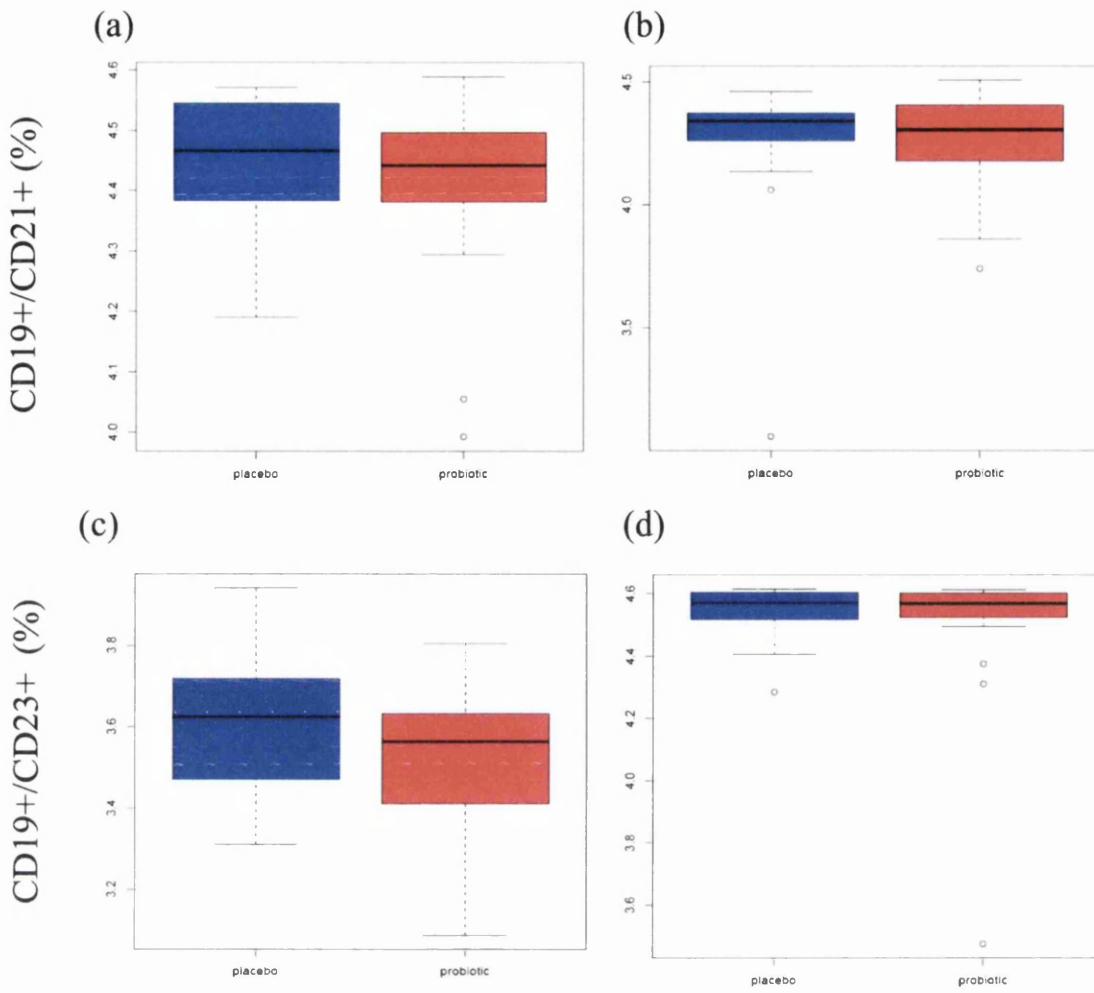 (a)
(b)
CD19+/CD21+ (%)
4.6
4.5
4.4
4.3
4.2
4.1
4.0
placebo
probiotic
4.5
4.0
3.5
placebo
probiotic
(c)
(d)
CD19+/CD23+ (%)
3.8
3.6
3.4
3.2
placebo
probiotic
4.6
4.4
4.2
4.0
3.8
3.6
placebo
probiotic